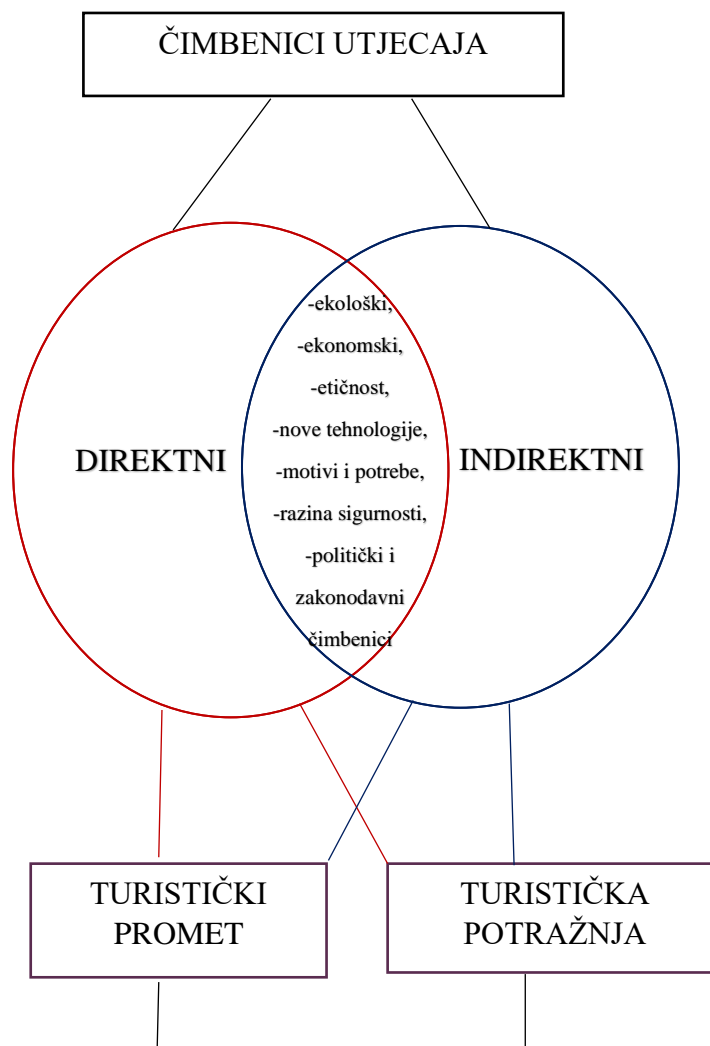 ČIMBENICI UTJECAJA
-ekološki,
-ekonomski,
-etičnost,
-nove tehnologije,
DIREKTNI
INDIREKTNI
-motivi i potrebe,
-razina sigurnosti,
-politički i
zakonodavni
čimbenici
TURISTIČKI
PROMET
TURISTIČKA
POTRAŽNJA